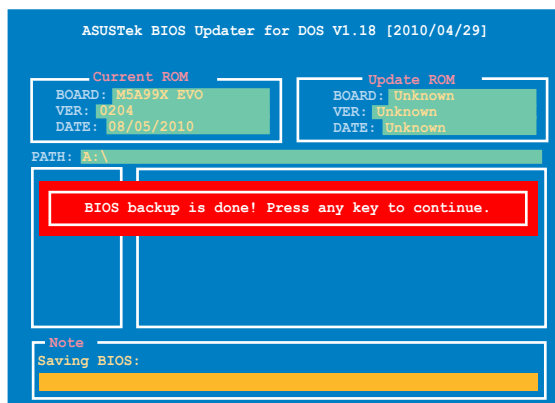 ASUSTek BIOS Updater for DOS V1.18 [2010/04/29]
Current ROM
BOARD: M5A99X EVO
VER: 0204
DATE: 08/05/2010
Update ROM
BOARD: Unknown
VER: Unknown
DATE: Unknown
PATH: A:\
BIOS backup is done! Press any key to continue.
Note
Saving BIOS: